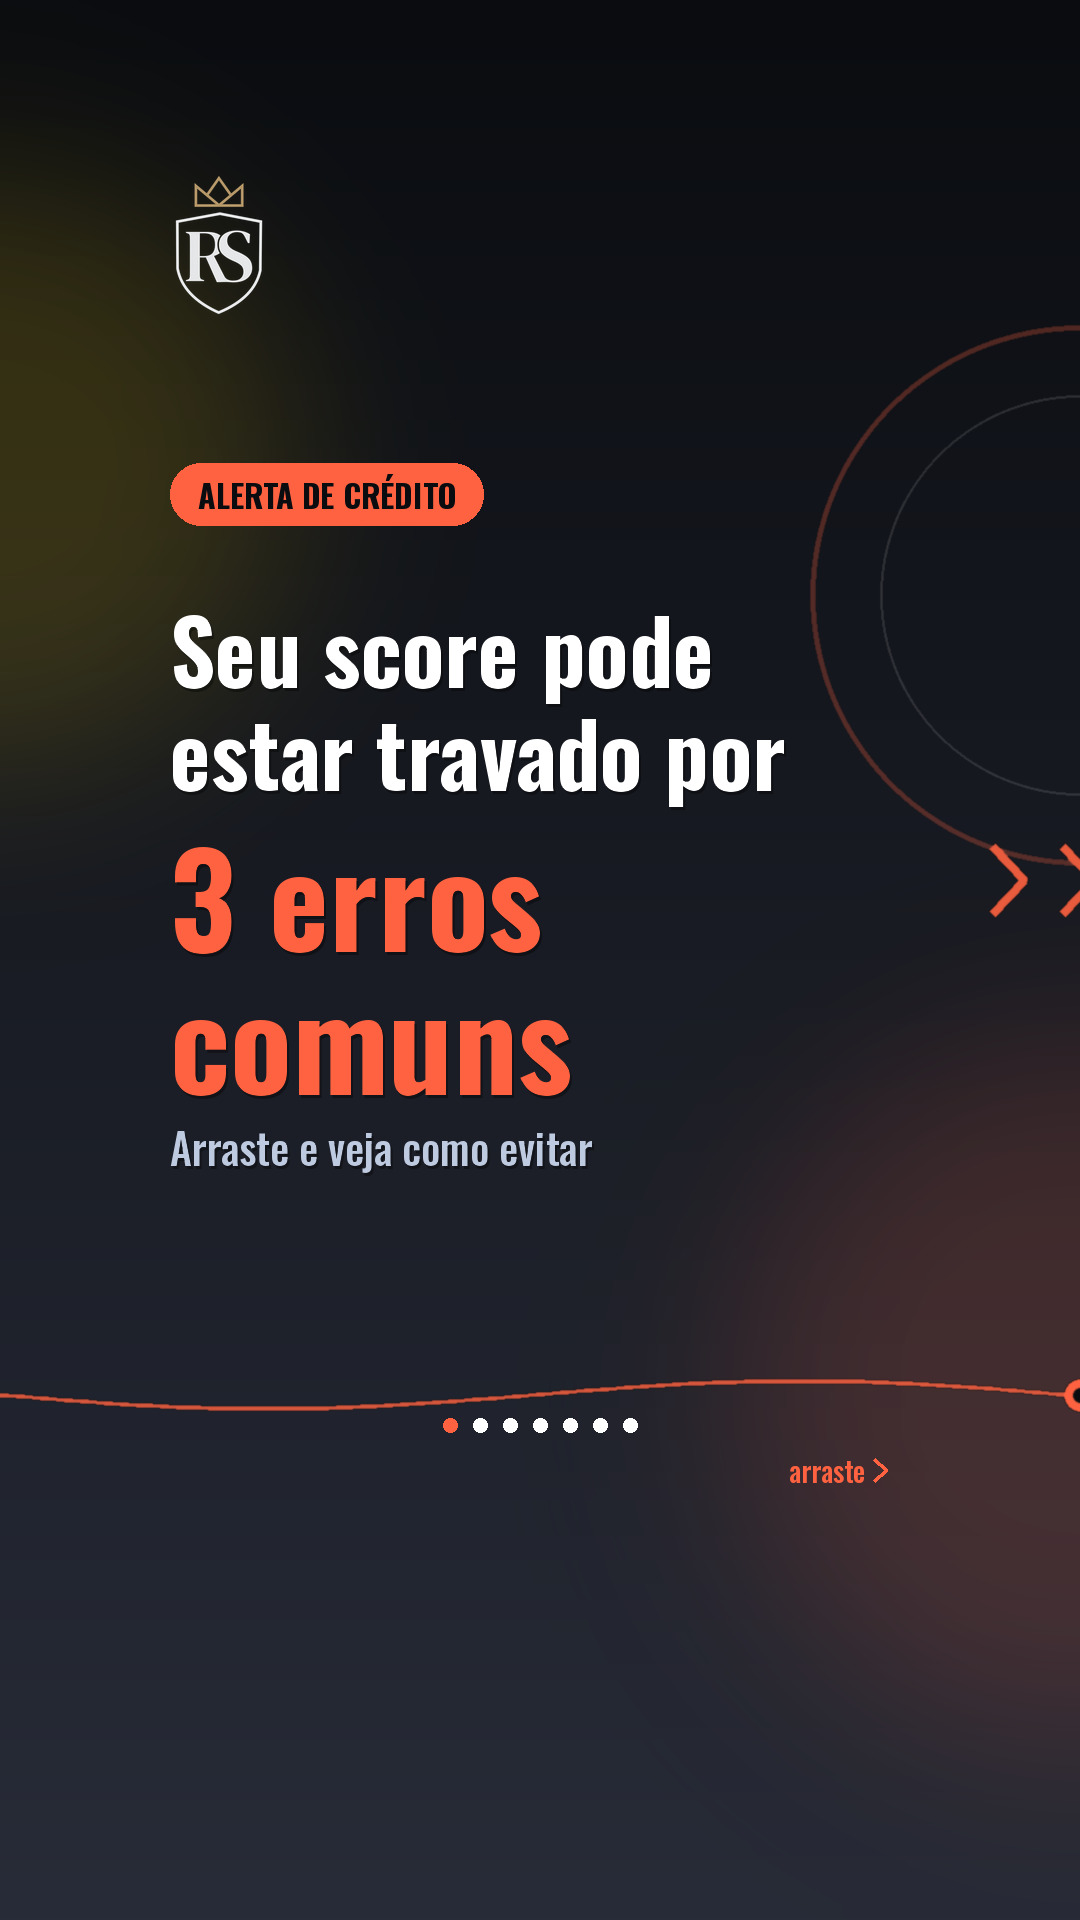 RS
ALERTA DE CRÉDITO
Seu score pode
estar travado por
3 erros
comuns
Arraste e veja como evitar
arraste